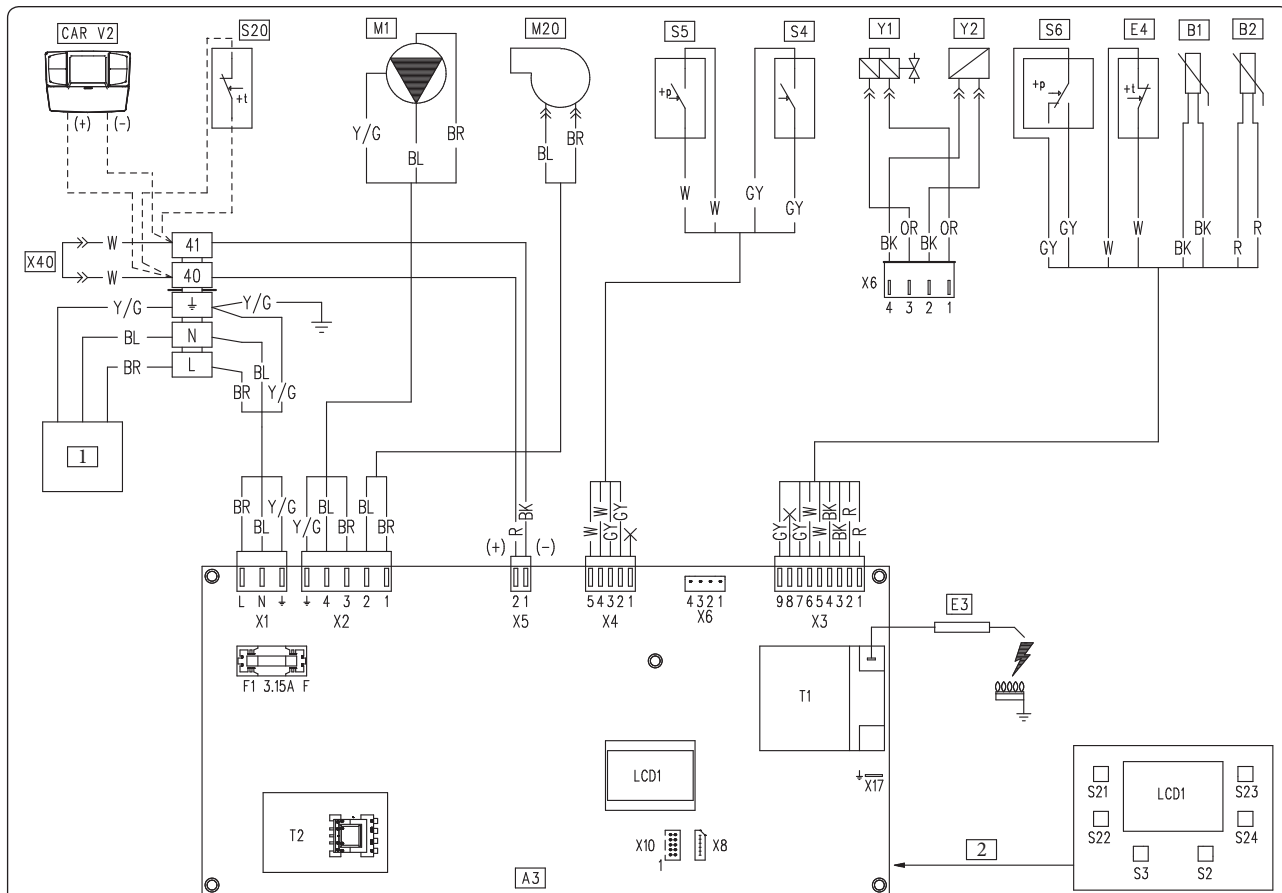 CAR V2 S20 M1 M20 S5 S4 Y1 Y2 S6 E4 B1 B2
(+) (-) +t +p +p +t
Y/G BL BR BL BR
W W GY GY
BK OR BK OR
GY GY W W BK BK R R
X40 W 41
W 40
Y/G Y/G
BL N
BR L
BR BL Y/G
X6
4 3 2 1
1
BR BL Y/G Y/G BL BR BL BR
(+) R BK (-)
W W GY GY
GY GY W W BK BK R R
L N 4 3 2 1
X1 X2
2 1
X5
5 4 3 2 1
X4
4 3 2 1
X6
9 8 7 6 5 4 3 2 1
X3
E3
F1 3.15A F
T1
LCD1
X17
T2
X10 X8
1
A3
2
S21 LCD1 S23
S22 S24
S3 S2